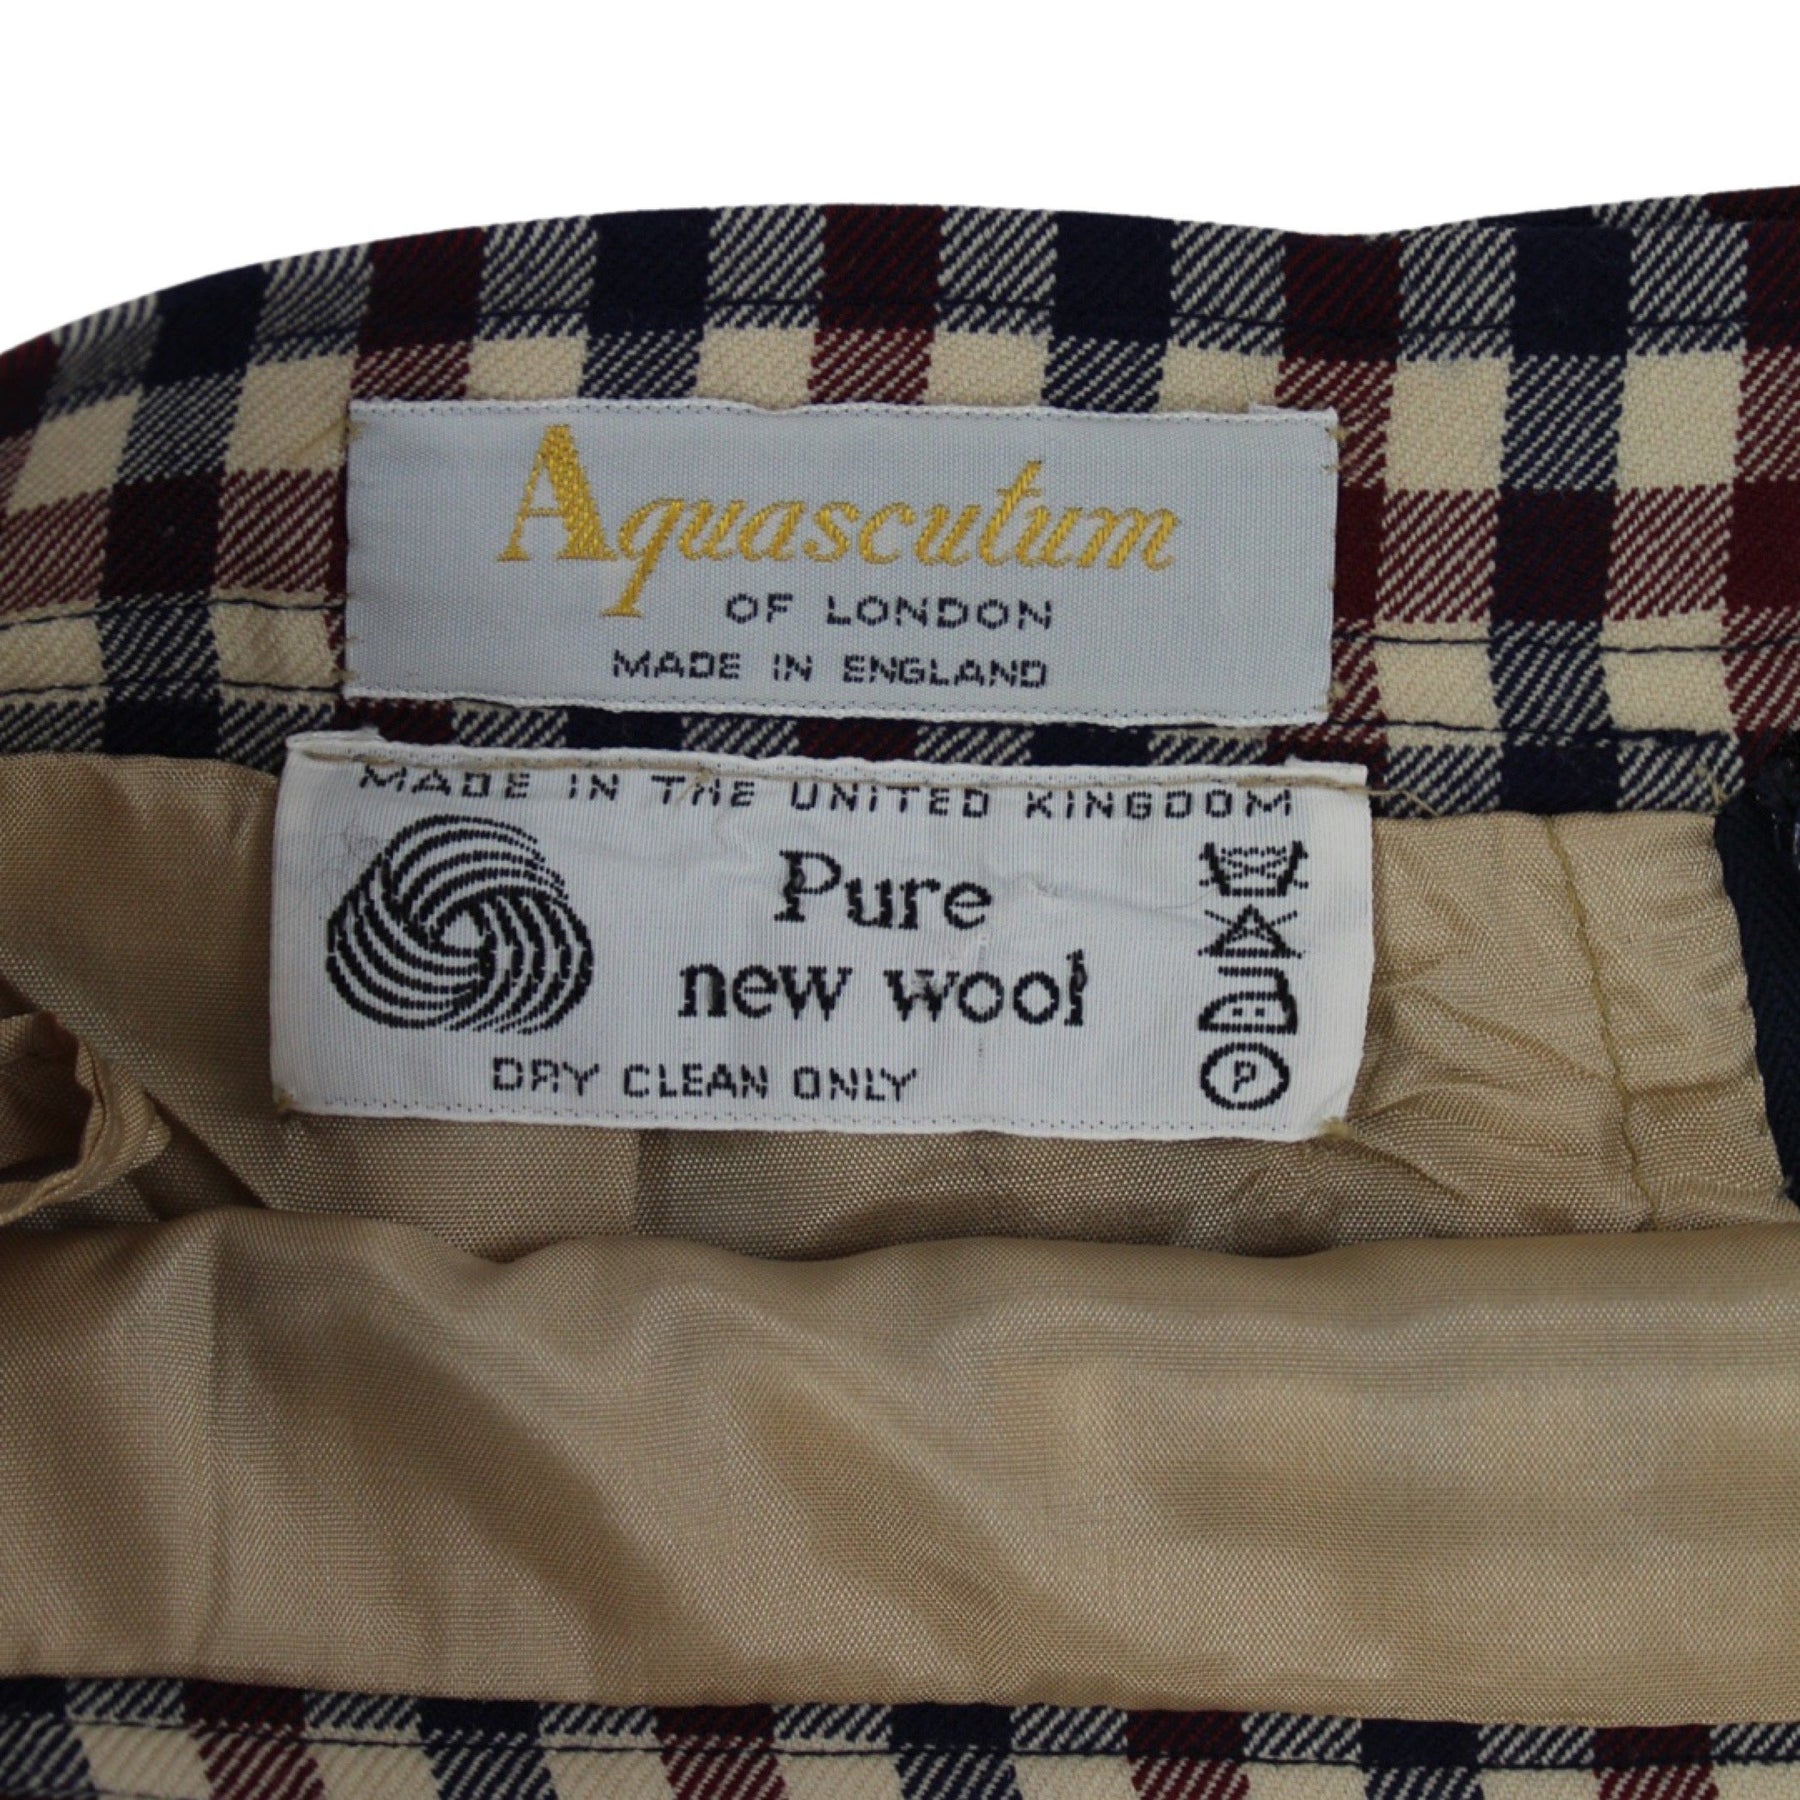 Aquascutum
OF LONDON
MADE IN ENGLAND
MADE IN THE UNITED KINGDOM
Pure
new wool
DRY CLEAN ONLY
P